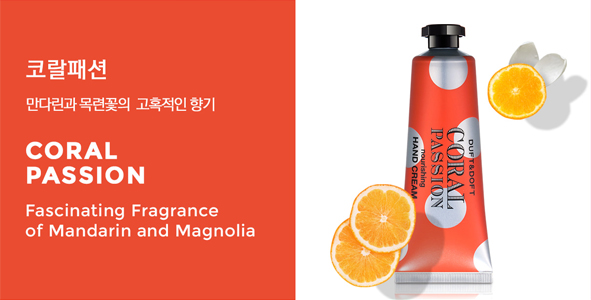 코랄패션
만다린과 목련꽃의 고혹적인 향기
CORAL
PASSION
Fascinating Fragrance
of Mandarin and Magnolia
DUFT&DOFT
CORAL
PASSION
nourishing
HAND CREAM